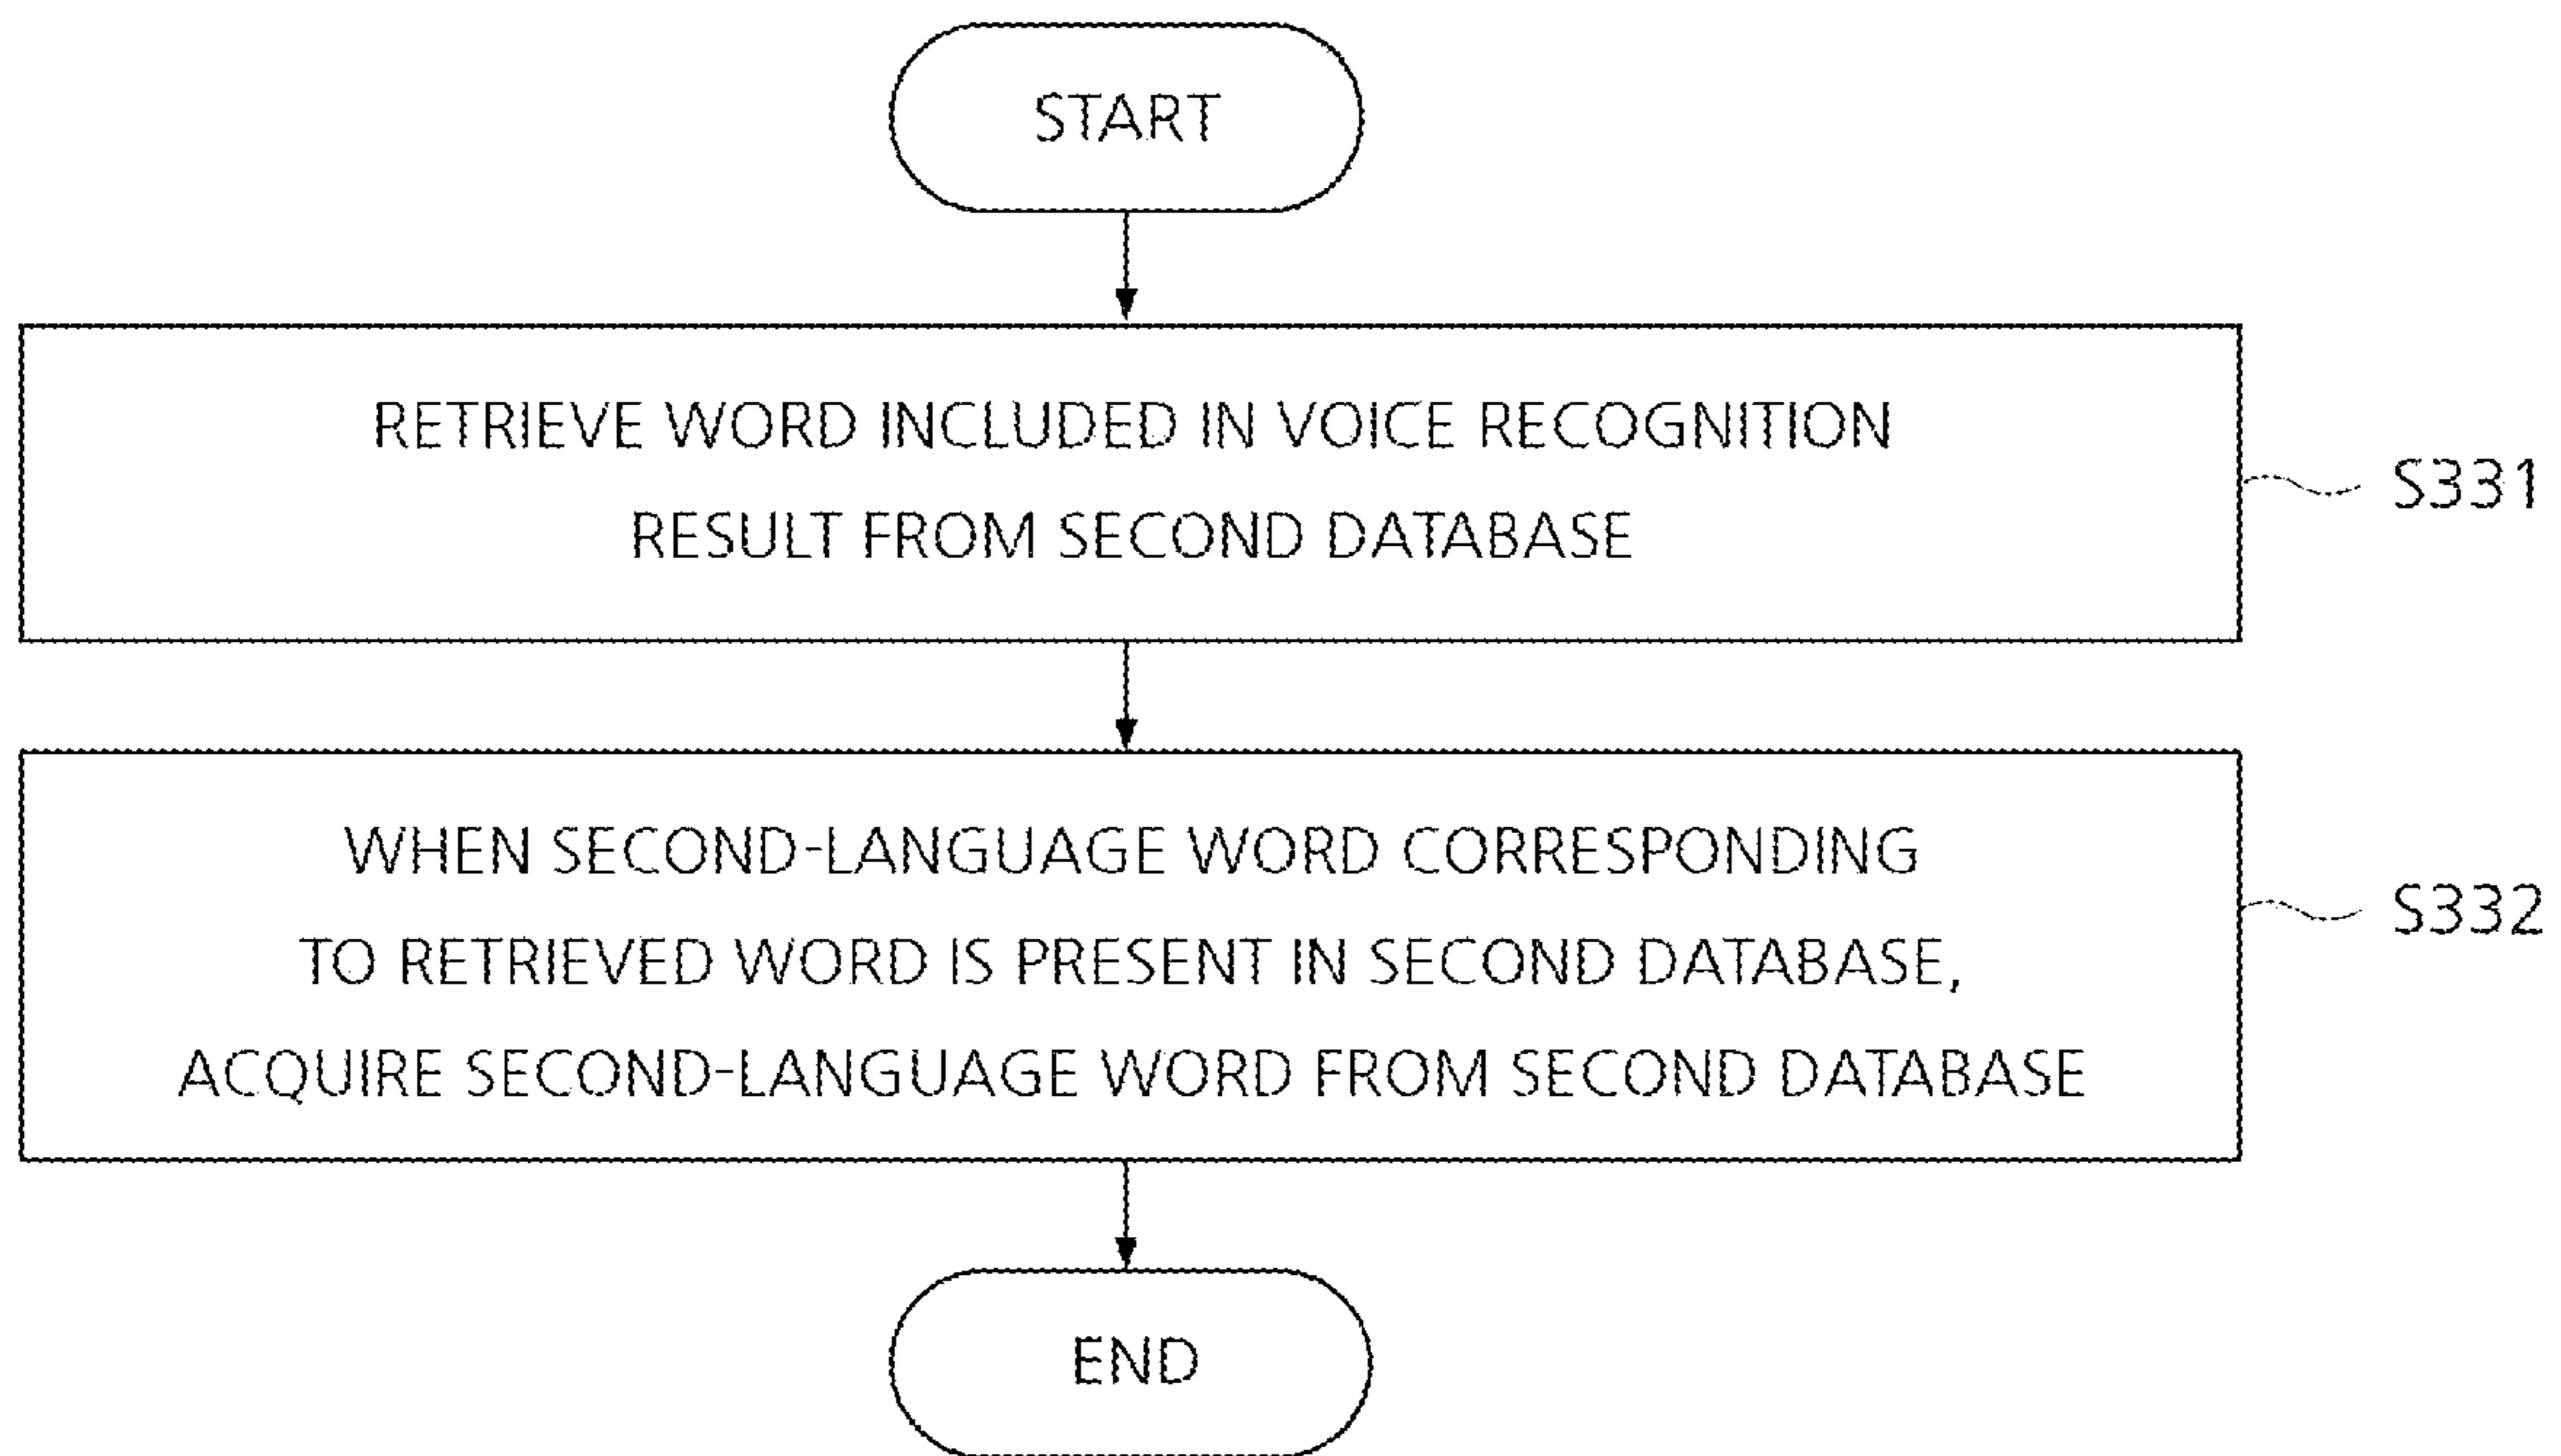 START
RETRIEVE WORD INCLUDED IN VOICE RECOGNITION
RESULT FROM SECOND DATABASE
S331
WHEN SECOND-LANGUAGE WORD CORRESPONDING
TO RETRIEVED WORD IS PRESENT IN SECOND DATABASE,
ACQUIRE SECOND-LANGUAGE WORD FROM SECOND DATABASE
S332
END